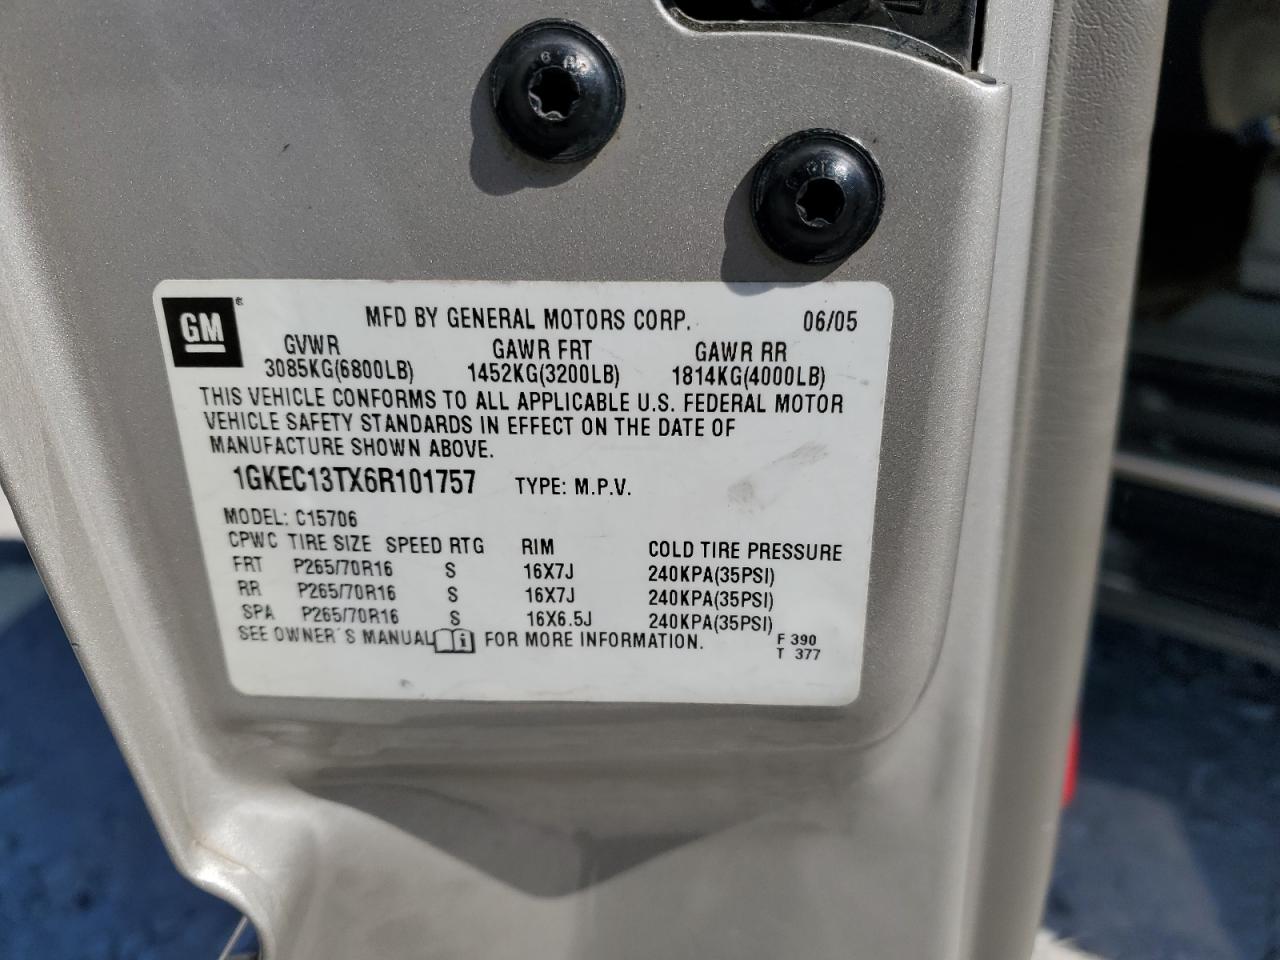 GM®
MFD BY GENERAL MOTORS CORP. 06/05
GVWR GAWR FRT GAWR RR
3085KG(6800LB) 1452KG(3200LB) 1814KG(4000LB)
THIS VEHICLE CONFORMS TO ALL APPLICABLE U.S. FEDERAL MOTOR
VEHICLE SAFETY STANDARDS IN EFFECT ON THE DATE OF
MANUFACTURE SHOWN ABOVE.
1GKEC13TX6R101757 TYPE: M.P.V.
MODEL: C15706
CPWC TIRE SIZE SPEED RTG RIM COLD TIRE PRESSURE
FRT P265/70R16 S 16X7J 240KPA(35PSI)
RR P265/70R16 S 16X7J 240KPA(35PSI)
SPA P265/70R16 S 16X6.5J 240KPA(35PSI)
SEE OWNER'S MANUAL FOR MORE INFORMATION.
F 390
T 377